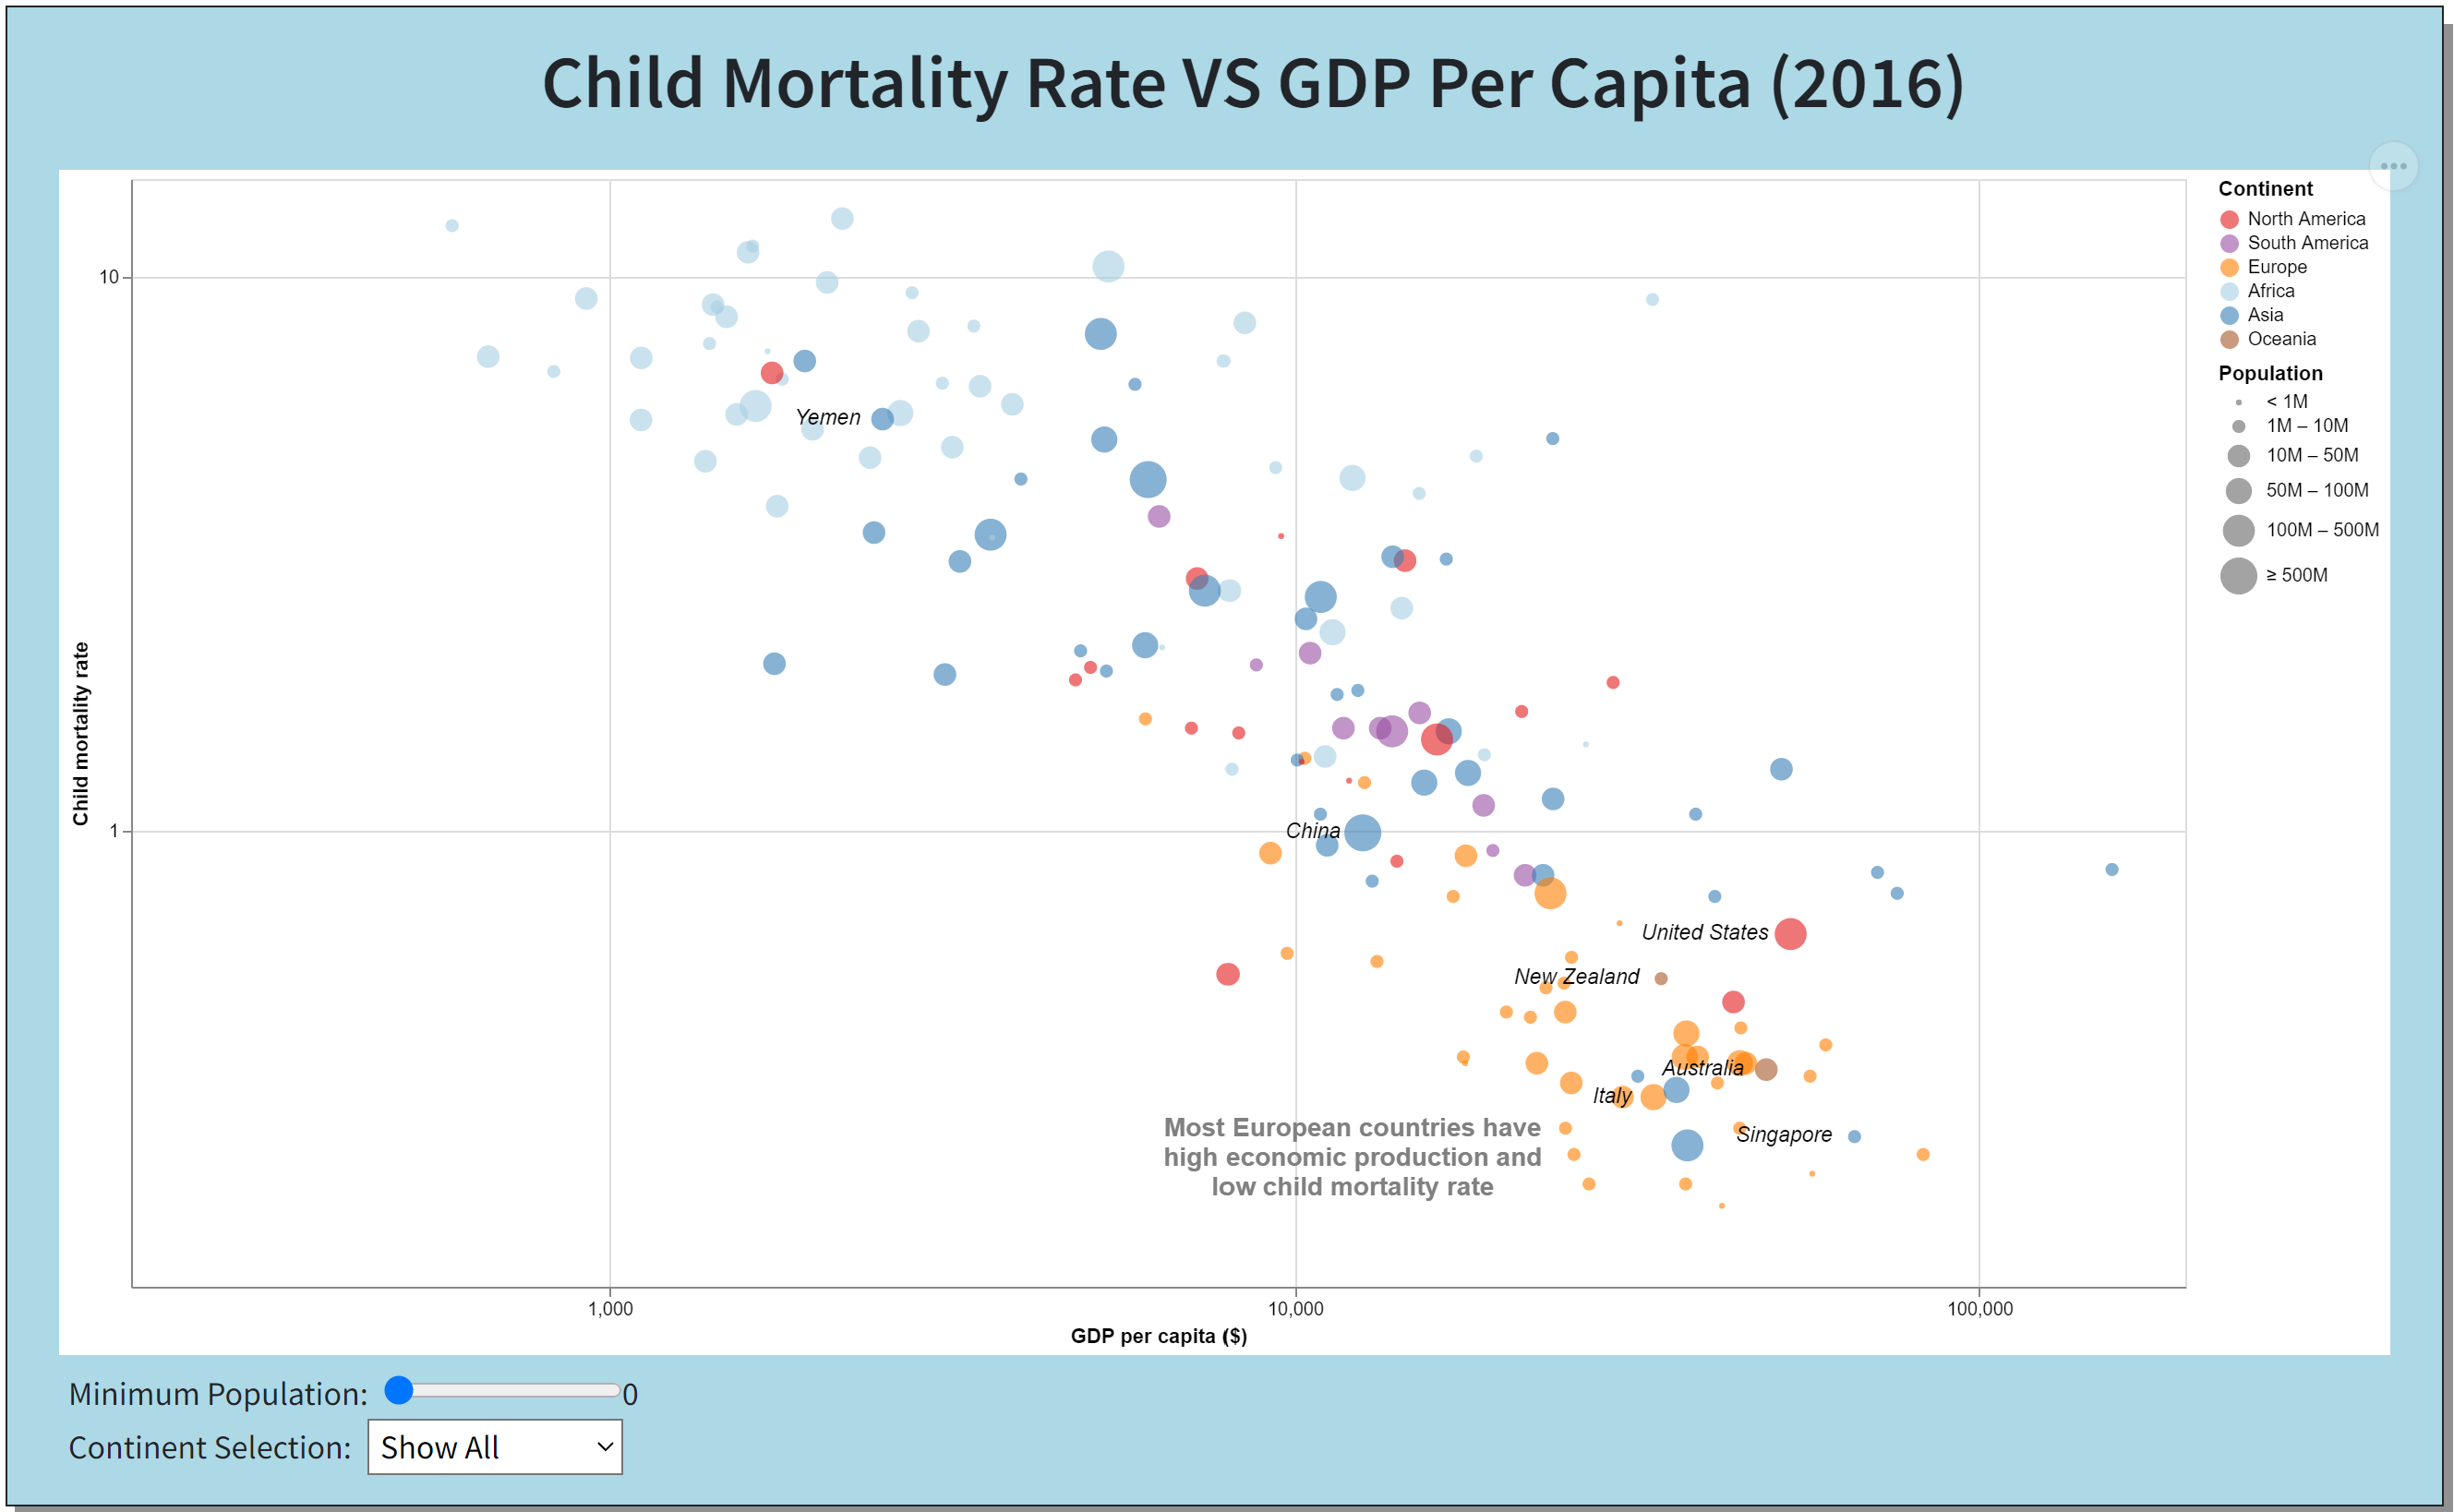 Child Mortality Rate VS GDP Per Capita (2016)
Continent
North America
South America
Europe
Africa
Asia
Oceania
Population
< 1M
1M – 10M
10M – 50M
50M – 100M
100M – 500M
≥ 500M
10
1
Child mortality rate
Yemen
China
United States
New Zealand
Australia
Italy
Singapore
Most European countries have
high economic production and
low child mortality rate
1,000
10,000
100,000
GDP per capita ($)
Minimum Population: 0
Continent Selection: Show All